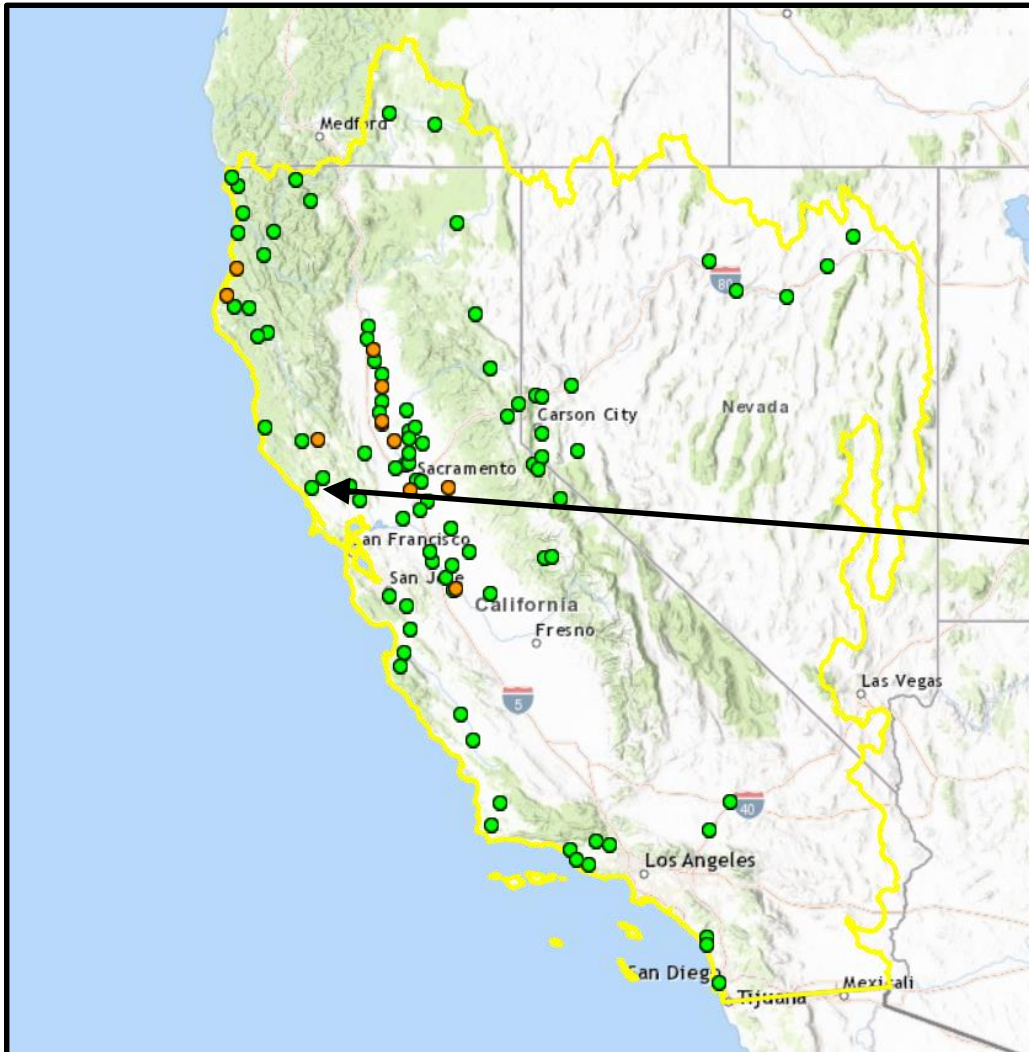 Medford
80
Carson City
Nevada
Sacramento
San Francisco
San Jose
California
Fresno
Las Vegas
5
40
Los Angeles
San Diego
Tijuana
Mexicali